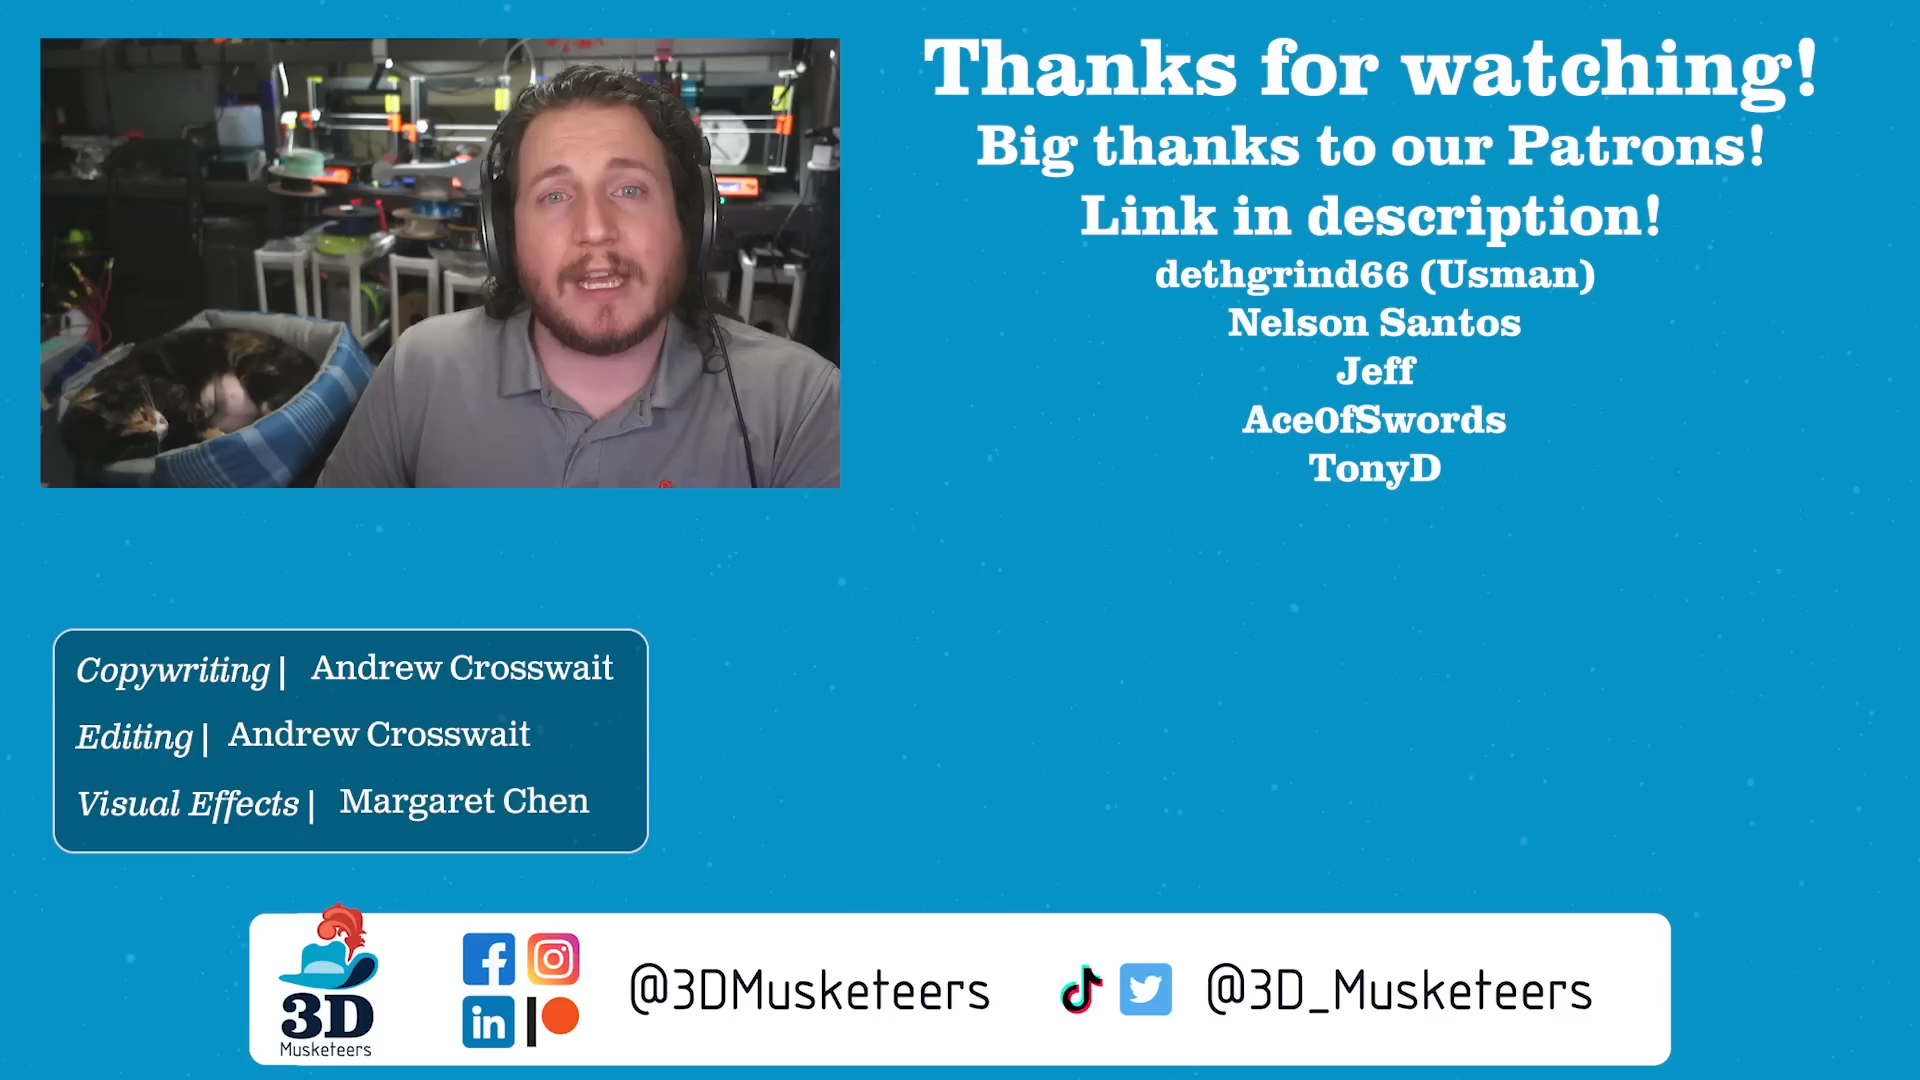 Thanks for watching!
Big thanks to our Patrons!
Link in description!
dethgrind66 (Usman)
Nelson Santos
Jeff
Ace0fSwords
TonyD
Copywriting | Andrew Crosswait
Editing | Andrew Crosswait
Visual Effects | Margaret Chen
3D
Musketeers
@3DMusketeers
@3D_Musketeers